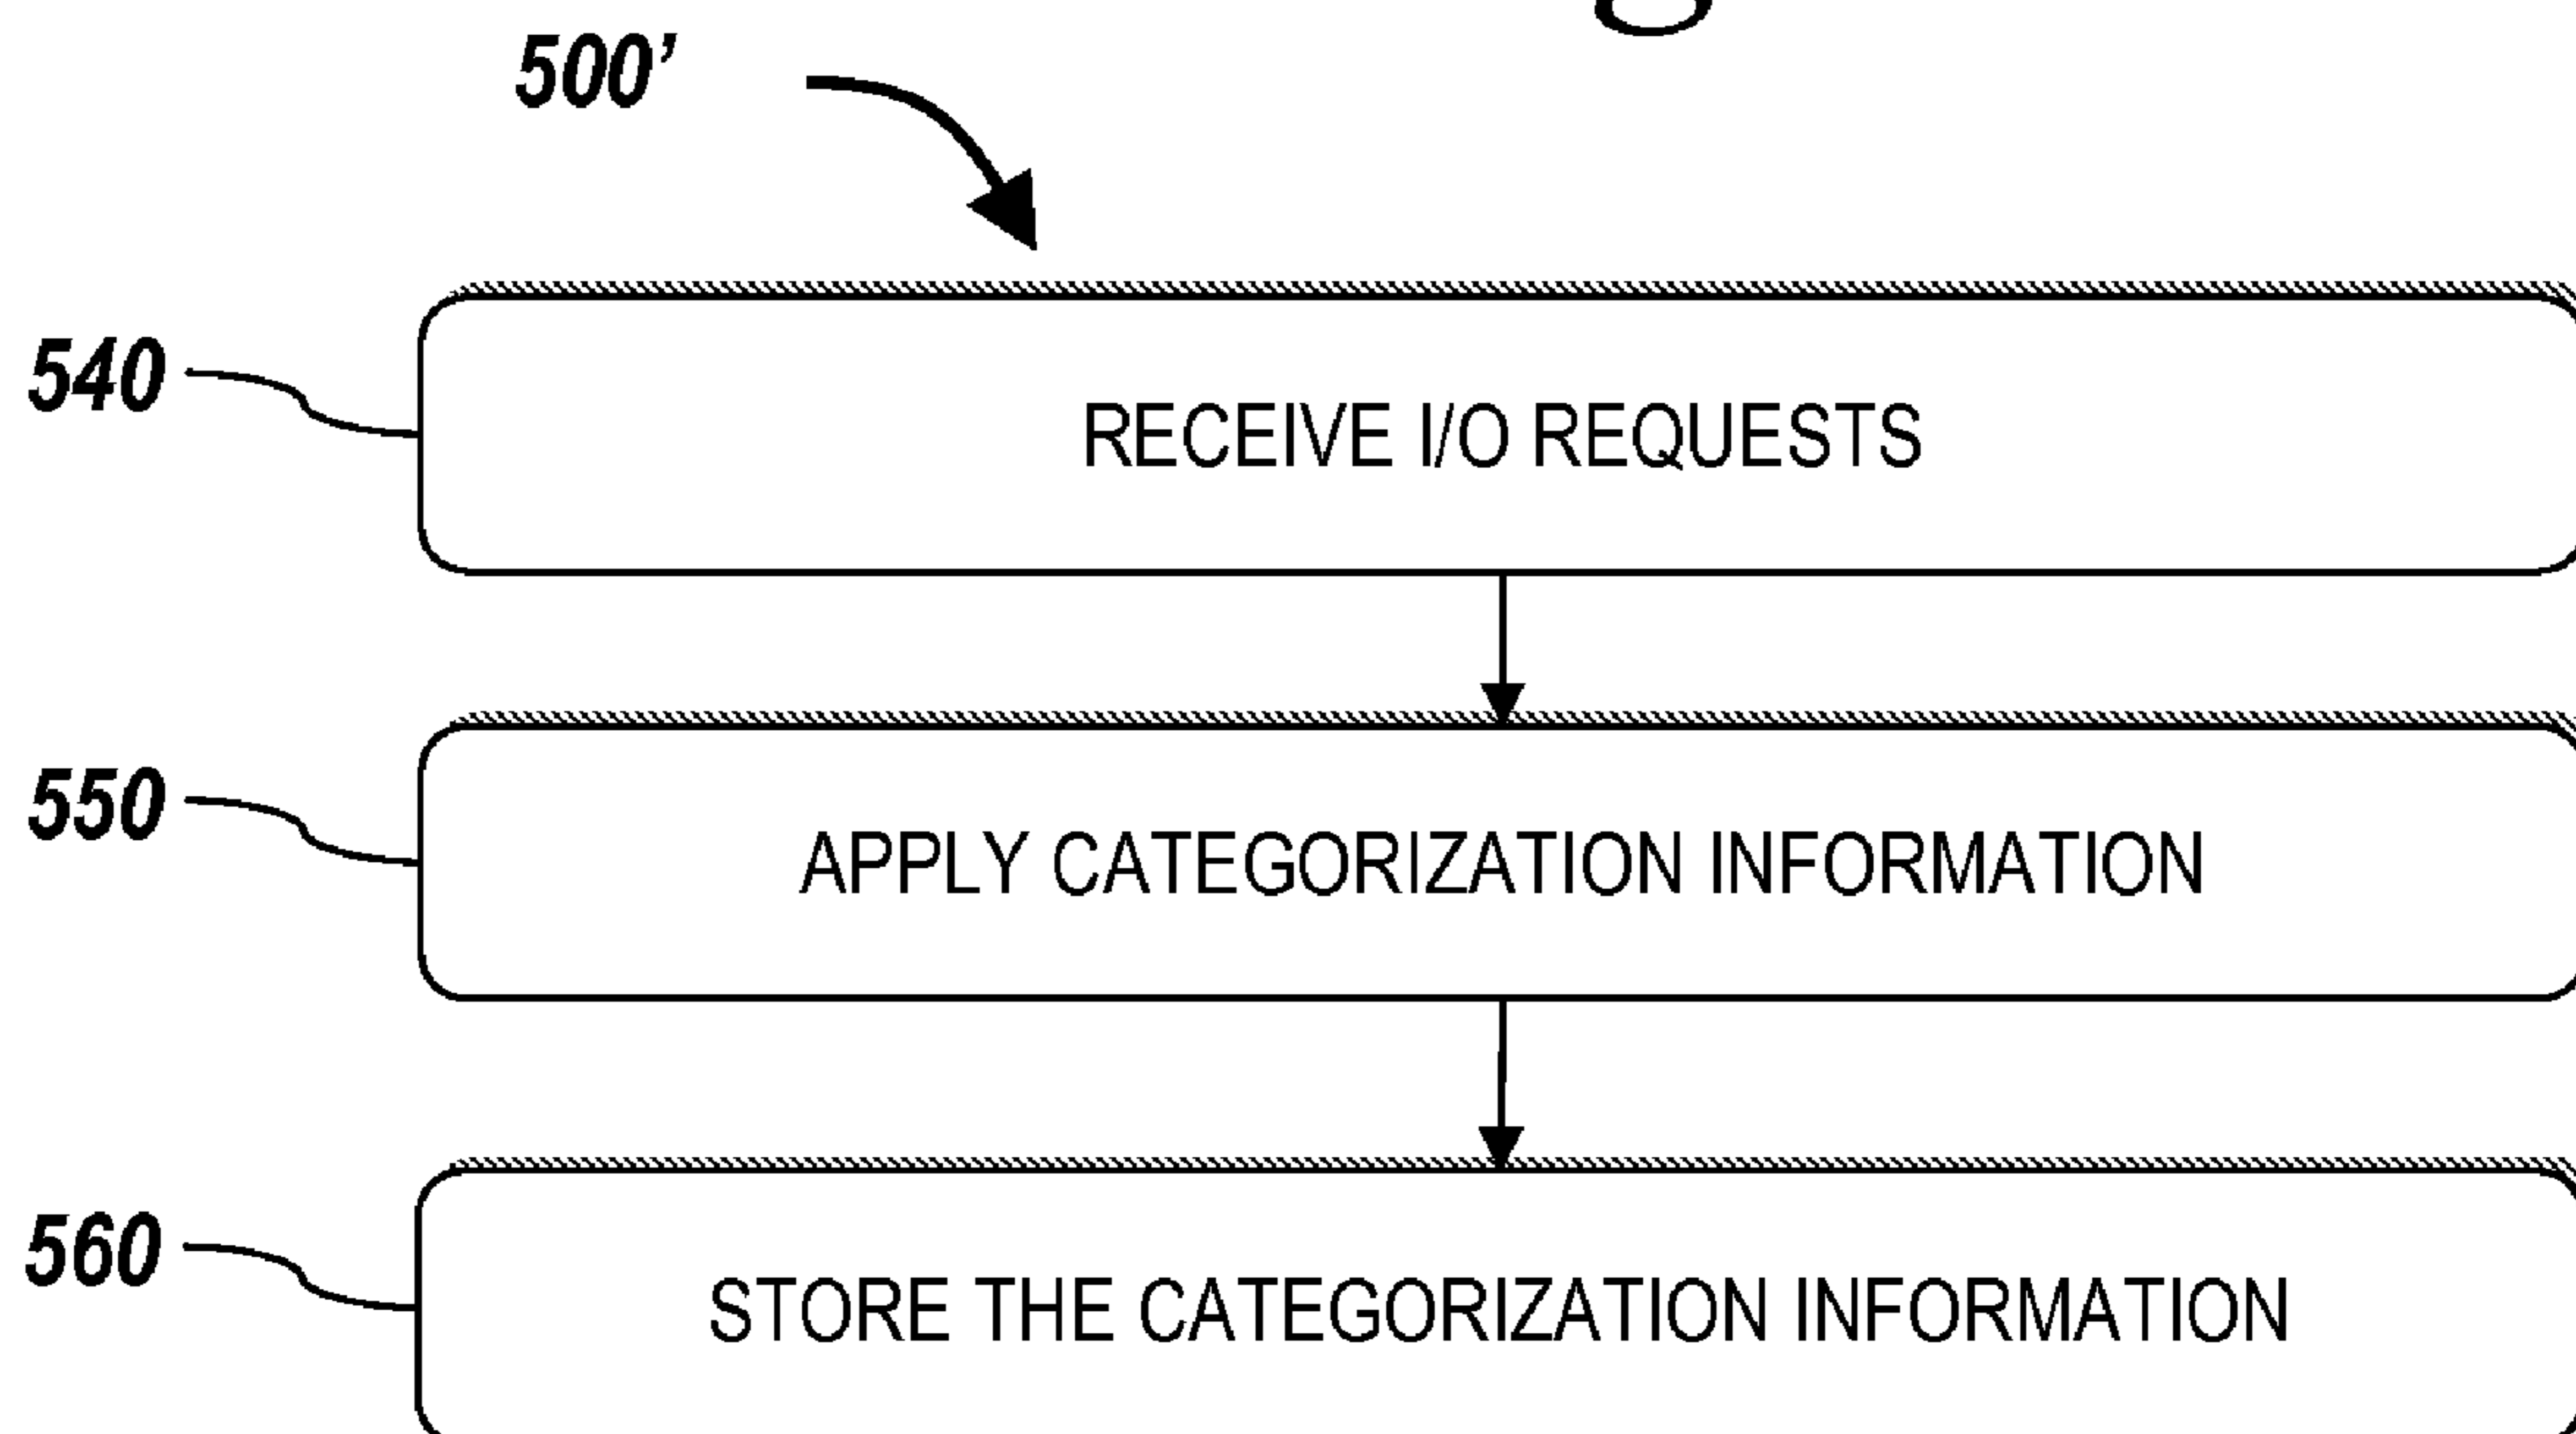 500’
540
RECEIVE I/O REQUESTS
550
APPLY CATEGORIZATION INFORMATION
560
STORE THE CATEGORIZATION INFORMATION